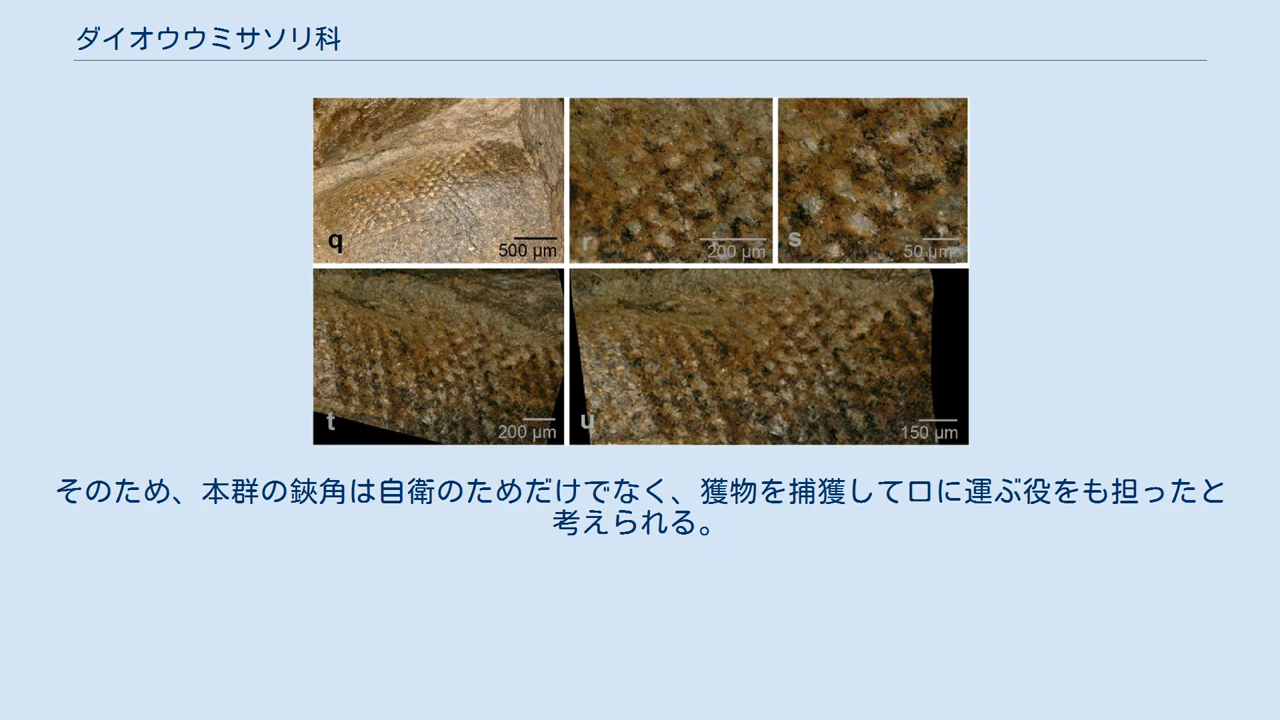 ダイオウウミサソリ科
q
500 μm
r
200 μm
s
50 μm
t
200 μm
u
150 μm
そのため、本群の鋏角は自衛のためだけでなく、獲物を捕獲して口に運ぶ役をも担ったと
考えられる。